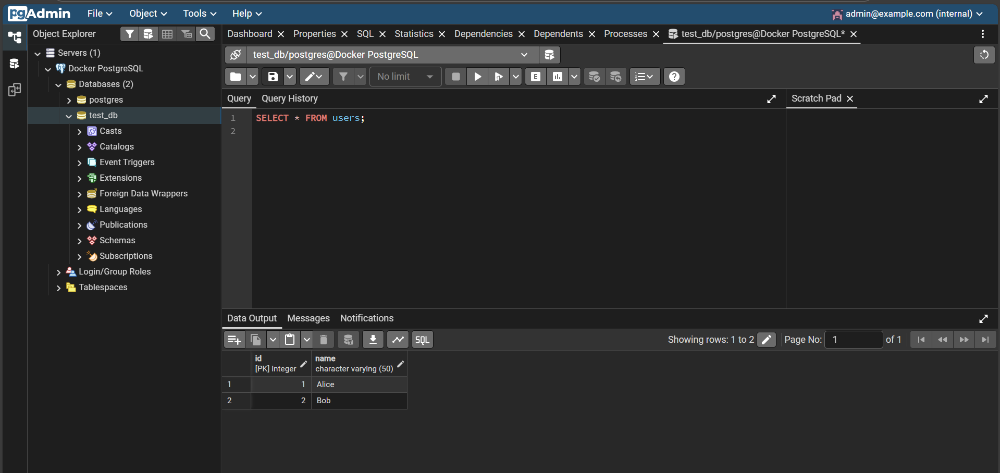 pgAdmin File Object Tools Help admin@example.com (internal)
Object Explorer
Dashboard Properties SQL Statistics Dependencies Dependents Processes test_db/postgres@Docker PostgreSQL*
test_db/postgres@Docker PostgreSQL
No limit
E
Servers (1)
Docker PostgreSQL
Databases (2)
postgres
test_db
Casts
Catalogs
Event Triggers
Extensions
Foreign Data Wrappers
Languages
Publications
Schemas
Subscriptions
Login/Group Roles
Tablespaces
Query Query History
Scratch Pad
1 SELECT * FROM users;
2
Data Output Messages Notifications
SQL
Showing rows: 1 to 2 Page No: 1 of 1
id name
[PK] integer character varying (50)
1 1 Alice
2 2 Bob